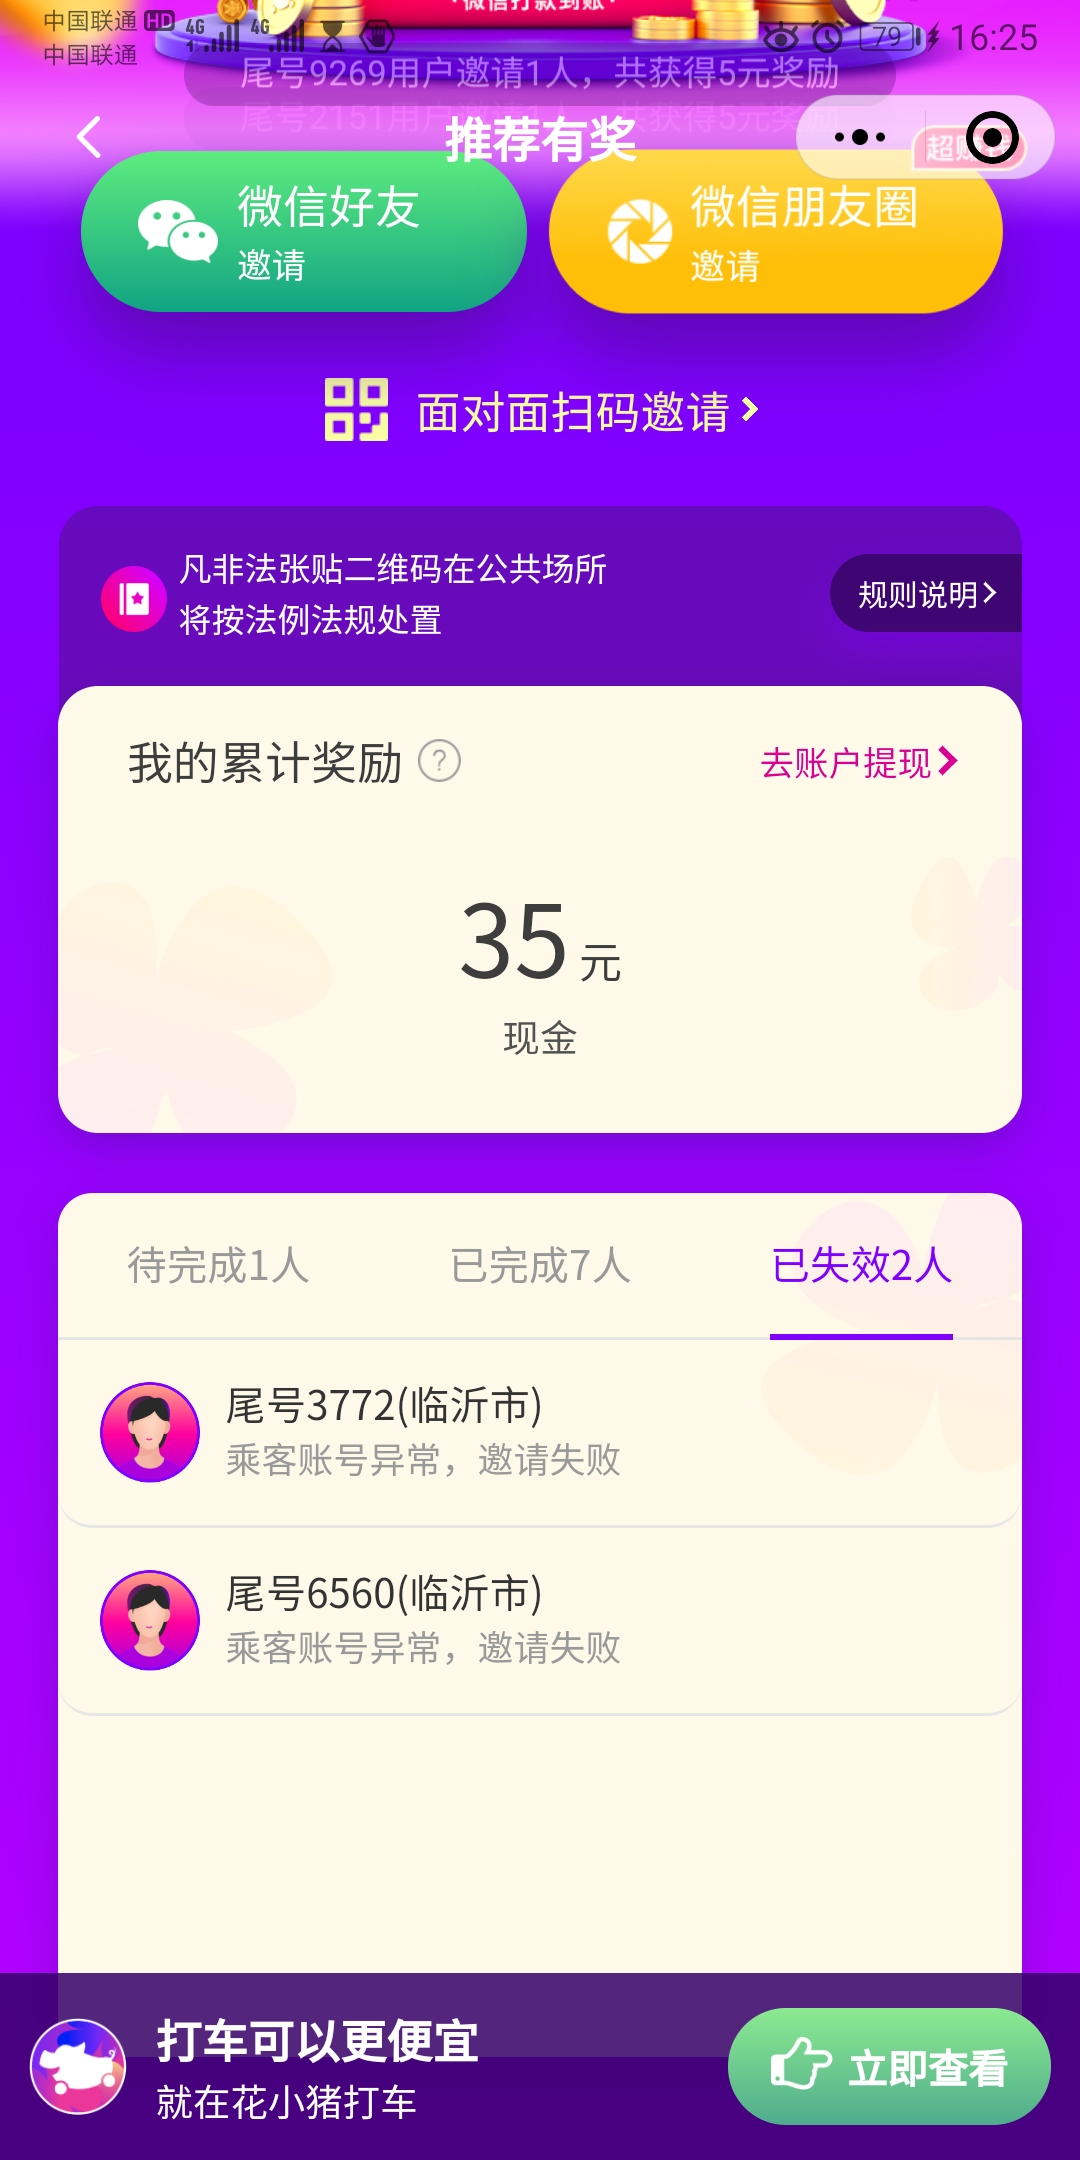 ·微信打款到账·
中国联通 HD 4G 4G 79 16:25
中国联通
尾号9269用户邀请1人，共获得5元奖励
尾号2151用户邀请1人，共获得5元奖励
推荐有奖
微信好友
邀请
微信朋友圈
邀请
面对面扫码邀请
凡非法张贴二维码在公共场所
将按法例法规处置
规则说明
我的累计奖励 ?
去账户提现
35元
现金
待完成1人
已完成7人
已失效2人
尾号3772(临沂市)
乘客账号异常，邀请失败
尾号6560(临沂市)
乘客账号异常，邀请失败
打车可以更便宜
就在花小猪打车
立即查看